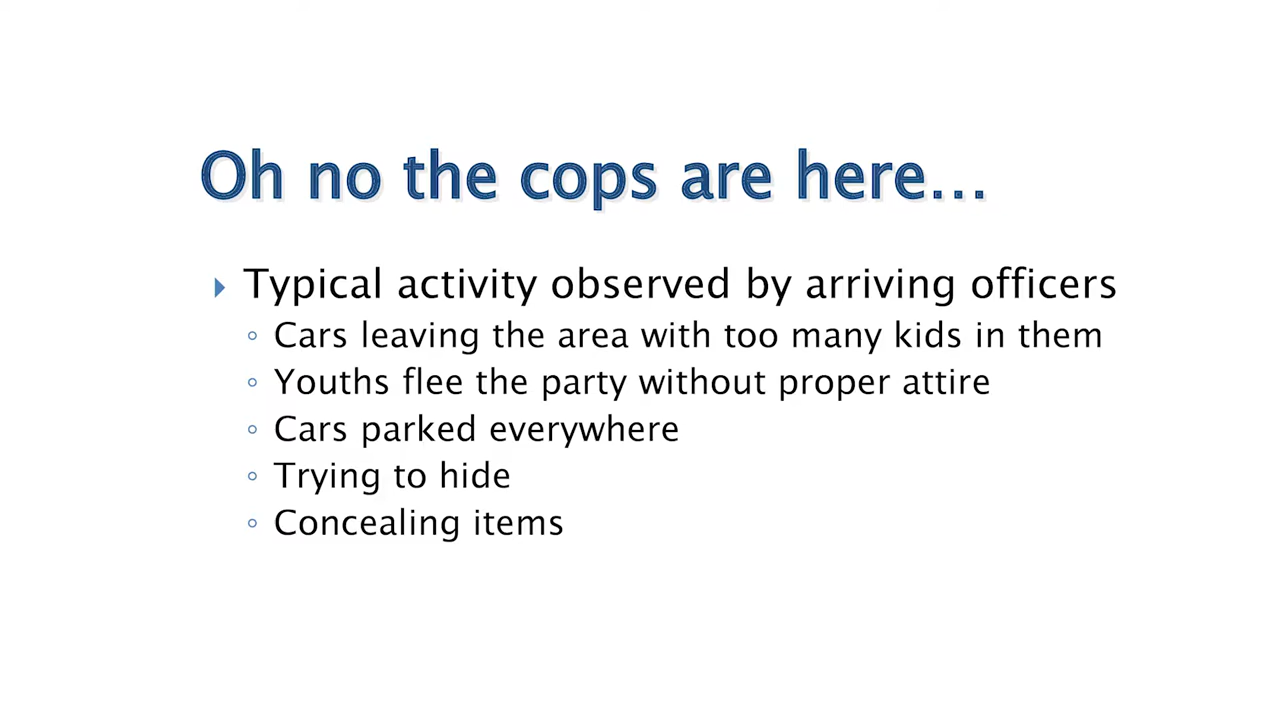 Oh no the cops are here...
Typical activity observed by arriving officers
Cars leaving the area with too many kids in them
Youths flee the party without proper attire
Cars parked everywhere
Trying to hide
Concealing items